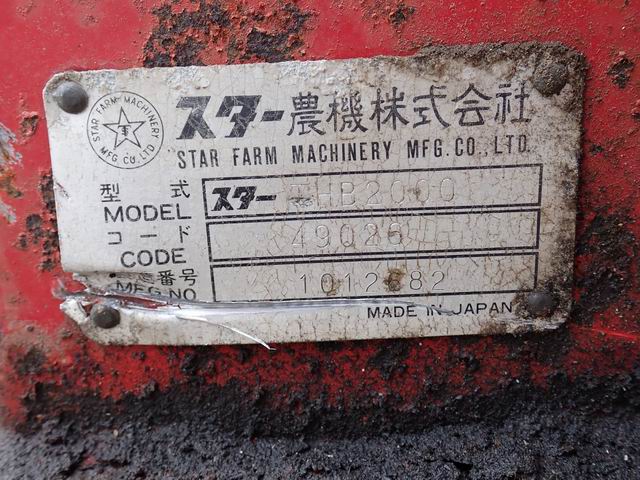 STAR FARM MACHINERY MFG.CO.,LTD.
スター農機株式会社
STAR FARM MACHINERY MFG.CO.,LTD.
型式 スター THB2000
MODEL
コード 49026
CODE
番号
MFG.NO
MADE IN JAPAN